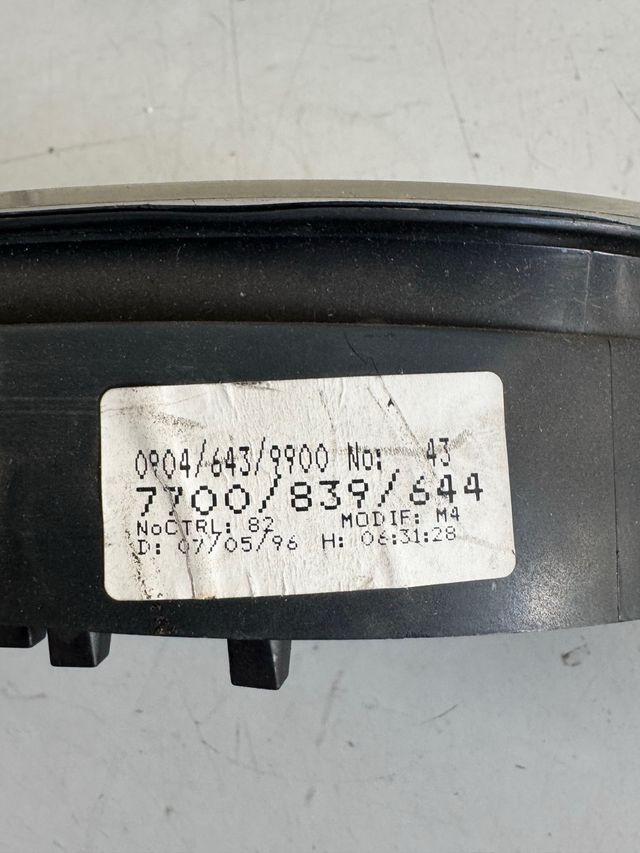 0904/643/9900 No: 43
7700/839/644
NoCTRL: 82 MODIF: M4
D: 07/05/96 H: 06:31:28